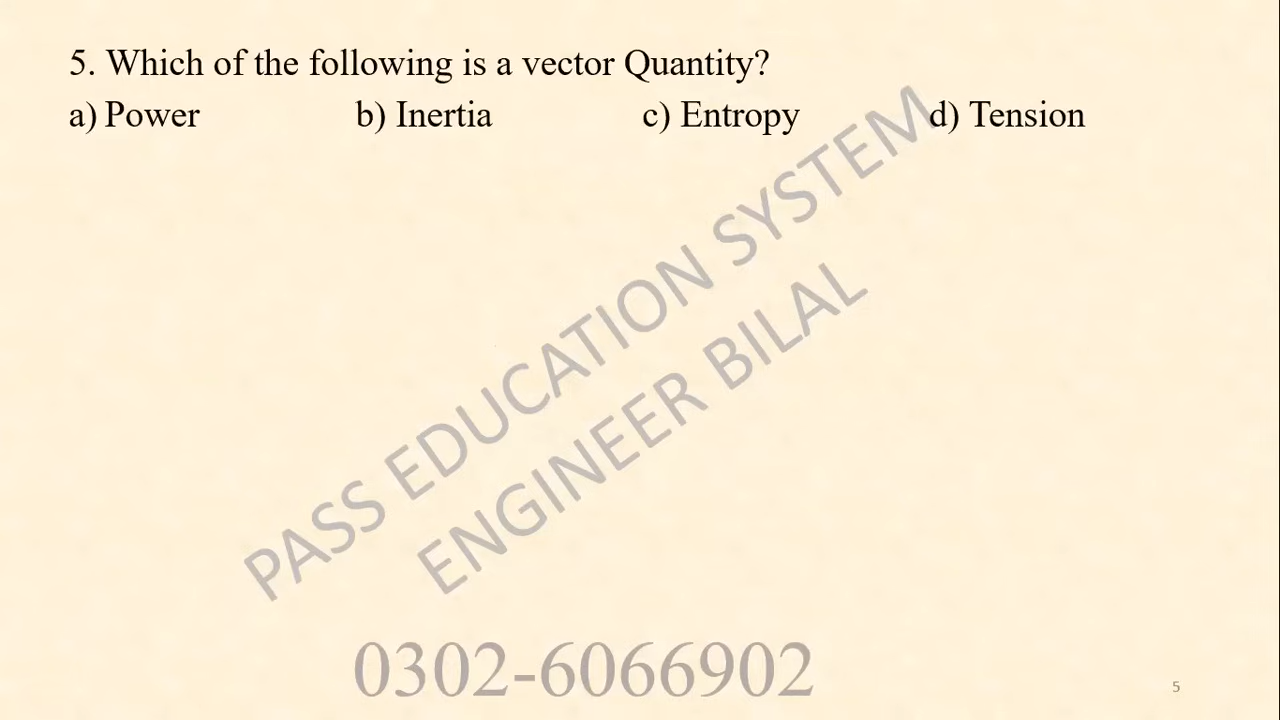 5. Which of the following is a vector Quantity?
a) Power b) Inertia c) Entropy d) Tension
PASS EDUCATION SYSTEM
ENGINEER BILAL
0302-6066902
5